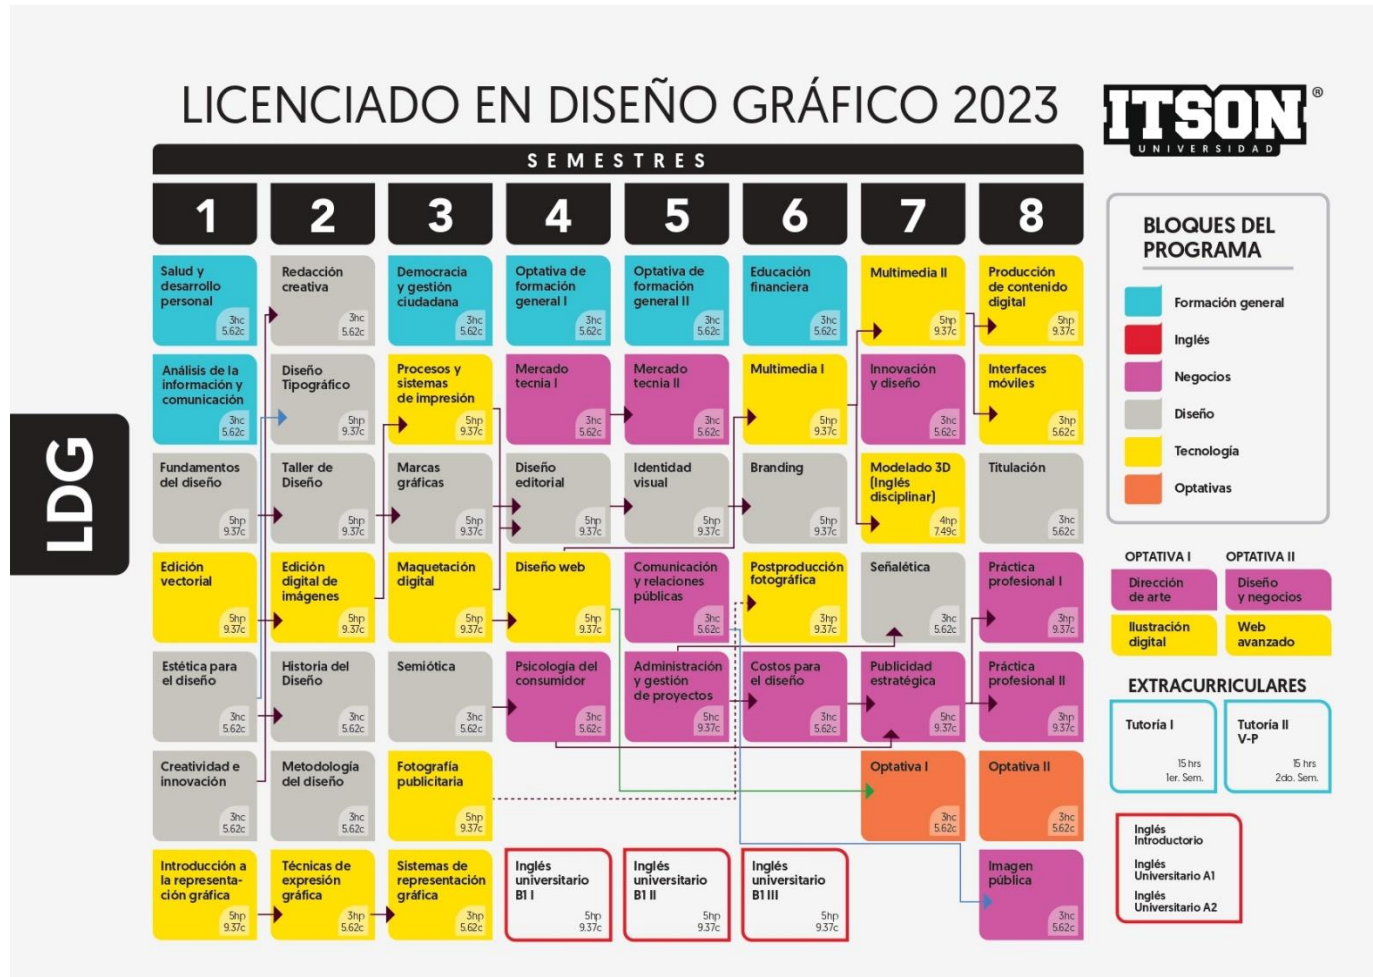 LICENCIADO EN DISEÑO GRÁFICO 2023
ITSON ®
UNIVERSIDAD
SEMESTRES
1 2 3 4 5 6 7 8
LDG
Salud y
desarrollo
personal
3hc
5.62c
Redacción
creativa
3hc
5.62c
Democracia
y gestión
ciudadana
3hc
5.62c
Optativa de
formación
general I
3hc
5.62c
Optativa de
formación
general II
3hc
5.62c
Educación
financiera
3hc
5.62c
Multimedia II
5hp
9.37c
Producción
de contenido
digital
5hp
9.37c
Análisis de la
información y
comunicación
3hc
5.62c
Diseño
Tipográfico
5hp
9.37c
Procesos y
sistemas
de impresión
5hp
9.37c
Mercado
tecnia I
3hc
5.62c
Mercado
tecnia II
3hc
5.62c
Multimedia I
5hp
9.37c
Innovación
y diseño
3hc
5.62c
Interfaces
móviles
3hp
5.62c
Fundamentos
del diseño
5hp
9.37c
Taller de
Diseño
5hp
9.37c
Marcas
gráficas
5hp
9.37c
Diseño
editorial
5hp
9.37c
Identidad
visual
5hp
9.37c
Branding
5hp
9.37c
Modelado 3D
(Inglés
disciplinar)
4hp
7.49c
Titulación
3hc
5.62c
Edición
vectorial
5hp
9.37c
Edición
digital de
imágenes
5hp
9.37c
Maquetación
digital
5hp
9.37c
Diseño web
5hp
9.37c
Comunicación
y relaciones
públicas
3hc
5.62c
Postproducción
fotográfica
3hp
9.37c
Señalética
3hc
5.62c
Práctica
profesional I
3hp
9.37c
Estética para
el diseño
3hc
5.62c
Historia del
Diseño
3hc
5.62c
Semiótica
3hc
5.62c
Psicología del
consumidor
3hc
5.62c
Administración
y gestión
de proyectos
5hc
9.37c
Costos para
el diseño
3hc
5.62c
Publicidad
estratégica
5hc
9.37c
Práctica
profesional II
3hp
9.37c
Creatividad e
innovación
3hc
5.62c
Metodología
del diseño
3hc
5.62c
Fotografía
publicitaria
5hp
9.37c
Optativa I
3hc
5.62c
Optativa II
3hc
5.62c
Introducción a
la representa-
ción gráfica
5hp
9.37c
Técnicas de
expresión
gráfica
3hp
5.62c
Sistemas de
representación
gráfica
3hp
5.62c
Inglés
universitario
B1 I
5hp
9.37c
Inglés
universitario
B1 II
5hp
9.37c
Inglés
universitario
B1 III
5hp
9.37c
Imagen
pública
3hc
5.62c
BLOQUES DEL
PROGRAMA
Formación general
Inglés
Negocios
Diseño
Tecnología
Optativas
OPTATIVA I
Dirección
de arte
Ilustración
digital
OPTATIVA II
Diseño
y negocios
Web
avanzado
EXTRACURRICULARES
Tutoría I
15 hrs
1er. Sem.
Tutoría II
V-P
15 hrs
2do. Sem.
Inglés
Introductorio
Inglés
Universitario A1
Inglés
Universitario A2